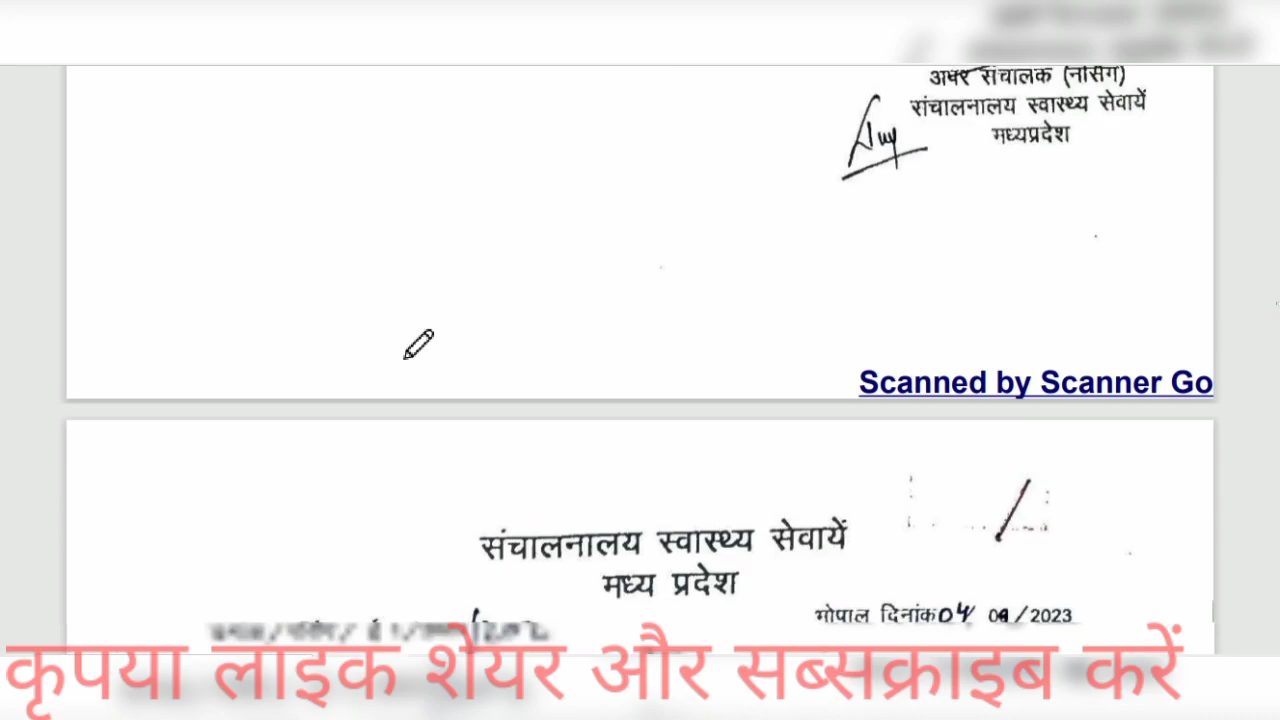 अपर संचालक (नर्सिंग)
संचालनालय स्वास्थ्य सेवायें
मध्यप्रदेश
Scanned by Scanner Go
संचालनालय स्वास्थ्य सेवायें
मध्य प्रदेश
भोपाल दिनांक 04 /2023
कृपया लाइक शेयर और सब्सक्राइब करें